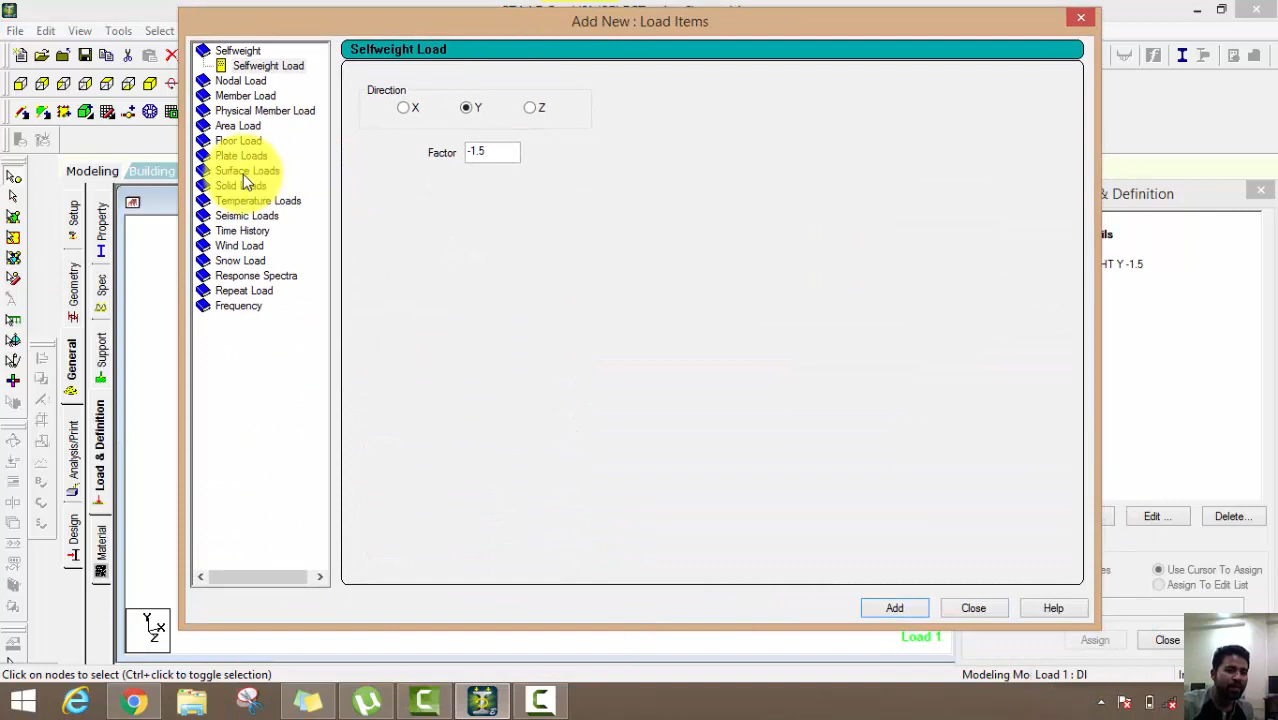 Add New : Load Items
File Edit View Tools Select
Selfweight
Selfweight Load
Nodal Load
Member Load
Physical Member Load
Area Load
Floor Load
Plate Loads
Surface Loads
Solid Loads
Temperature Loads
Seismic Loads
Time History
Wind Load
Snow Load
Response Spectra
Repeat Load
Frequency
Selfweight Load
Direction
X Y Z
Factor -1.5
Add Close Help
Modeling Building
Setup
Geometry
General
Analysis/Print
Design
Property
Spec
Support
Load & Definition
Material
& Definition
ils
HT Y -1.5
Edit ... Delete...
Use Cursor To Assign
Assign To Edit List
Assign Close
Y
X
Z
Load 1
Click on nodes to select (Ctrl+click to toggle selection)
Modeling Mo Load 1 : DI